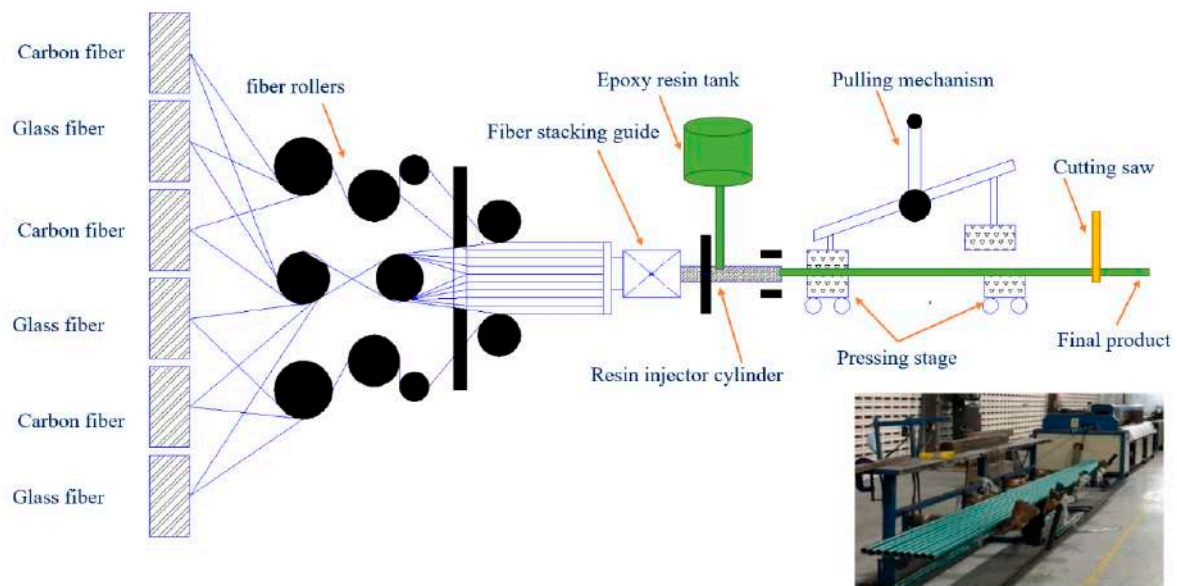 Carbon fiber
Glass fiber
Carbon fiber
Glass fiber
Carbon fiber
Glass fiber
fiber rollers
Fiber stacking guide
Epoxy resin tank
Resin injector cylinder
Pulling mechanism
Pressing stage
Cutting saw
Final product